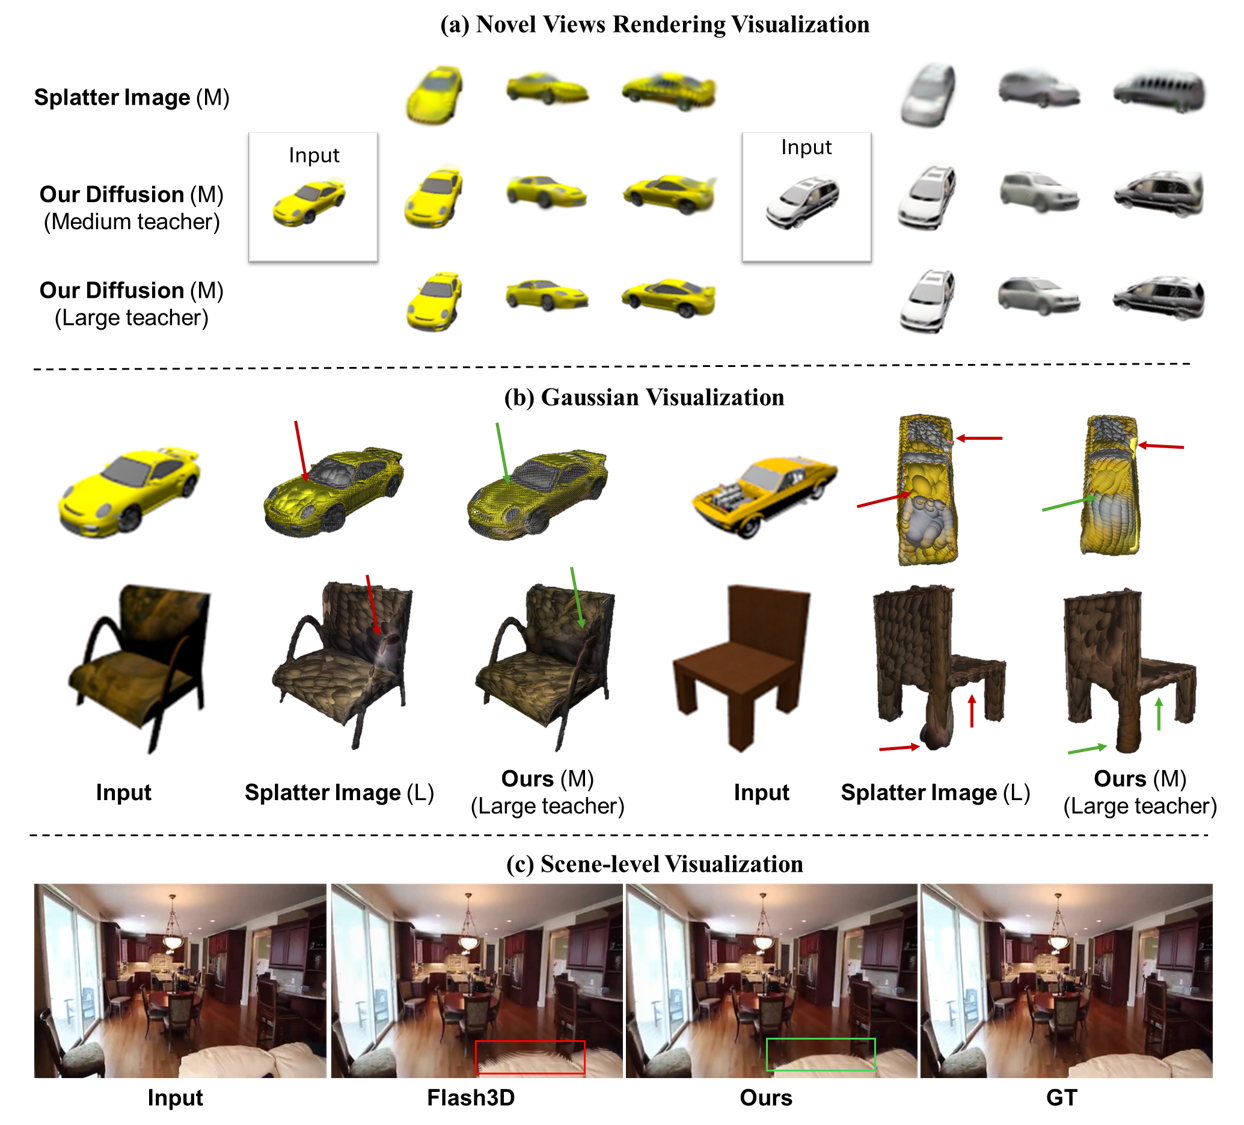 (a) Novel Views Rendering Visualization
Splatter Image (M)
Input
Input
Our Diffusion (M)
(Medium teacher)
Our Diffusion (M)
(Large teacher)
(b) Gaussian Visualization
Input
Splatter Image (L)
Ours (M)
(Large teacher)
Input
Splatter Image (L)
Ours (M)
(Large teacher)
(c) Scene-level Visualization
Input
Flash3D
Ours
GT